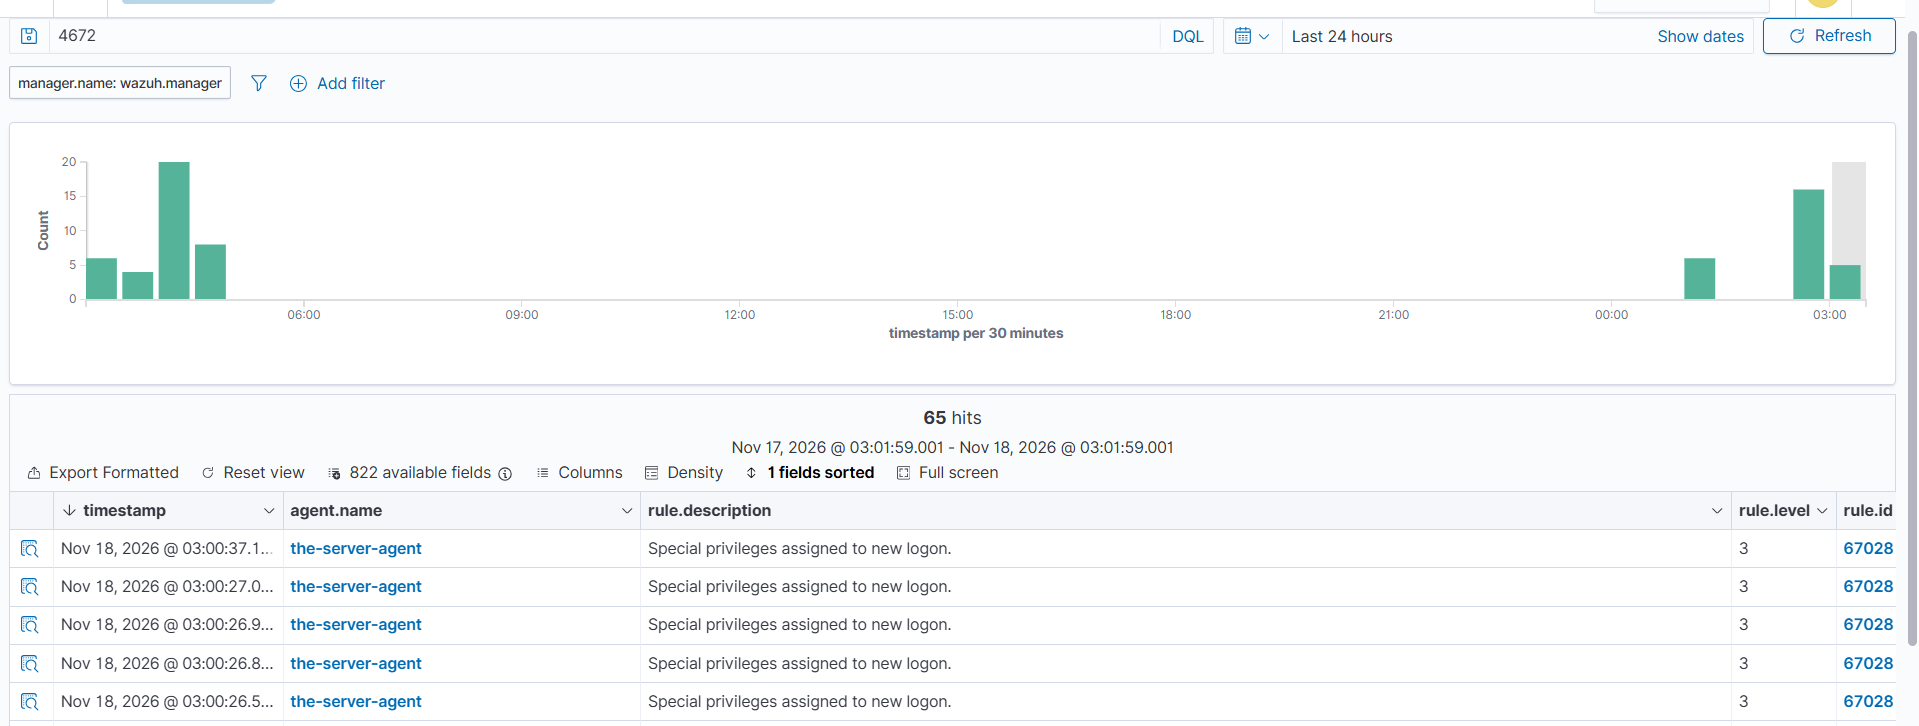 4672 DQL Last 24 hours Show dates Refresh
manager.name: wazuh.manager Add filter
20
15
10
5
0
Count
06:00 09:00 12:00 15:00 18:00 21:00 00:00 03:00
timestamp per 30 minutes
65 hits
Nov 17, 2026 @ 03:01:59.001 - Nov 18, 2026 @ 03:01:59.001
Export Formatted Reset view 822 available fields Columns Density 1 fields sorted Full screen
timestamp agent.name rule.description rule.level rule.id
Nov 18, 2026 @ 03:00:37.1... the-server-agent Special privileges assigned to new logon. 3 67028
Nov 18, 2026 @ 03:00:27.0... the-server-agent Special privileges assigned to new logon. 3 67028
Nov 18, 2026 @ 03:00:26.9... the-server-agent Special privileges assigned to new logon. 3 67028
Nov 18, 2026 @ 03:00:26.8... the-server-agent Special privileges assigned to new logon. 3 67028
Nov 18, 2026 @ 03:00:26.5... the-server-agent Special privileges assigned to new logon. 3 67028